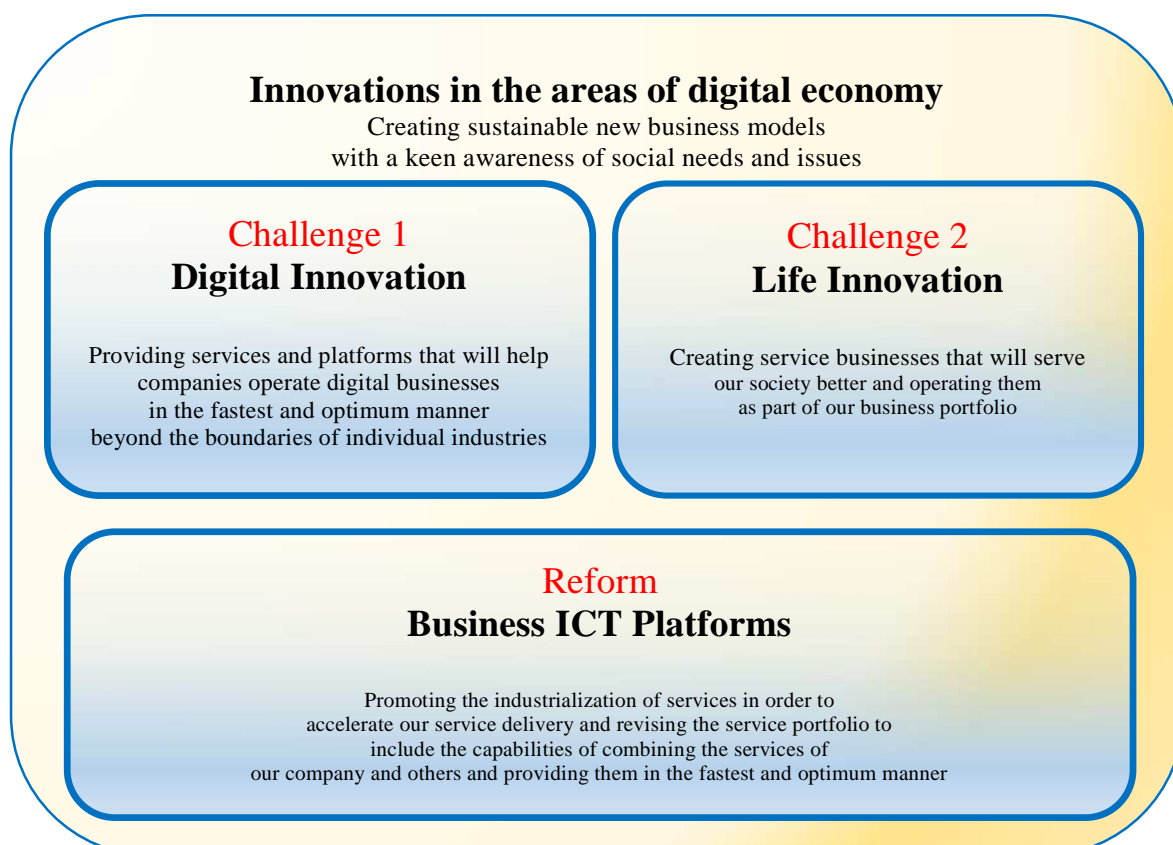 Innovations in the areas of digital economy
Creating sustainable new business models
with a keen awareness of social needs and issues
Challenge 1
Digital Innovation
Providing services and platforms that will help
companies operate digital businesses
in the fastest and optimum manner
beyond the boundaries of individual industries
Challenge 2
Life Innovation
Creating service businesses that will serve
our society better and operating them
as part of our business portfolio
Reform
Business ICT Platforms
Promoting the industrialization of services in order to
accelerate our service delivery and revising the service portfolio to
include the capabilities of combining the services of
our company and others and providing them in the fastest and optimum manner